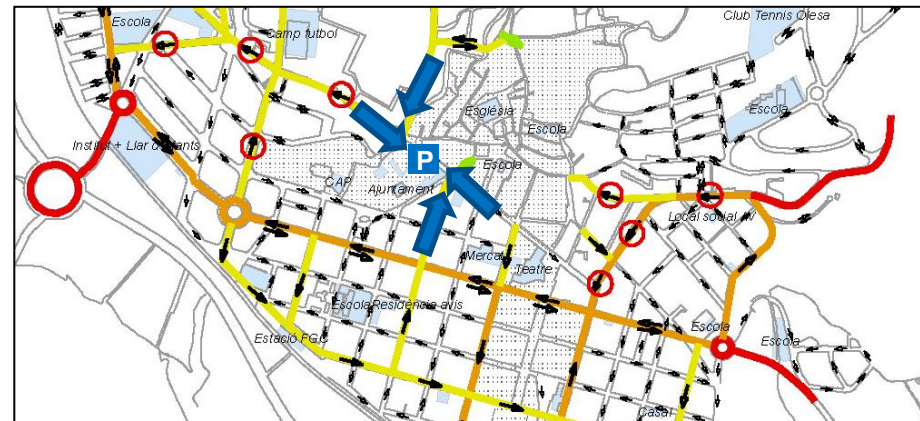 Club Tennis Olesa
Escola
Camp futbol
Església
Escola
Escola
Institut + Llar d'infants
P
Escola
CAP
Ajuntament
Local social AV
Mercat
Teatre
Escola
Residència avis
Estació FGC
Escola
Escola
Casal